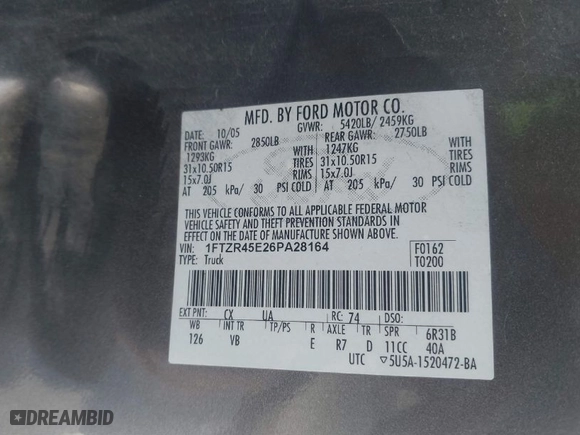 MFD. BY FORD MOTOR CO.
DATE: 10/05 GVWR: 5420LB/ 2459KG
FRONT GAWR: 2850LB REAR GAWR: 2750LB
1293KG WITH 1247KG WITH
31x10.50R15 TIRES 31x10.50R15 TIRES
15x7.0J RIMS 15x7.0J RIMS
AT 205 kPa/ 30 PSI COLD AT 205 kPa/ 30 PSI COLD
THIS VEHICLE CONFORMS TO ALL APPLICABLE FEDERAL MOTOR
VEHICLE SAFETY AND THEFT PREVENTION STANDARDS IN
EFFECT ON THE DATE OF MANUFACTURE SHOWN ABOVE.
VIN: 1FTZR45E26PA28164 F0162
TYPE: Truck T0200
EXT PNT: CX UA RC: 74
WB INT TR TP/PS R AXLE TR SPR 6R31B
126 VB E R7 D 11CC 40A
UTC ▽5U5A-1520472-BA
DREAMBID